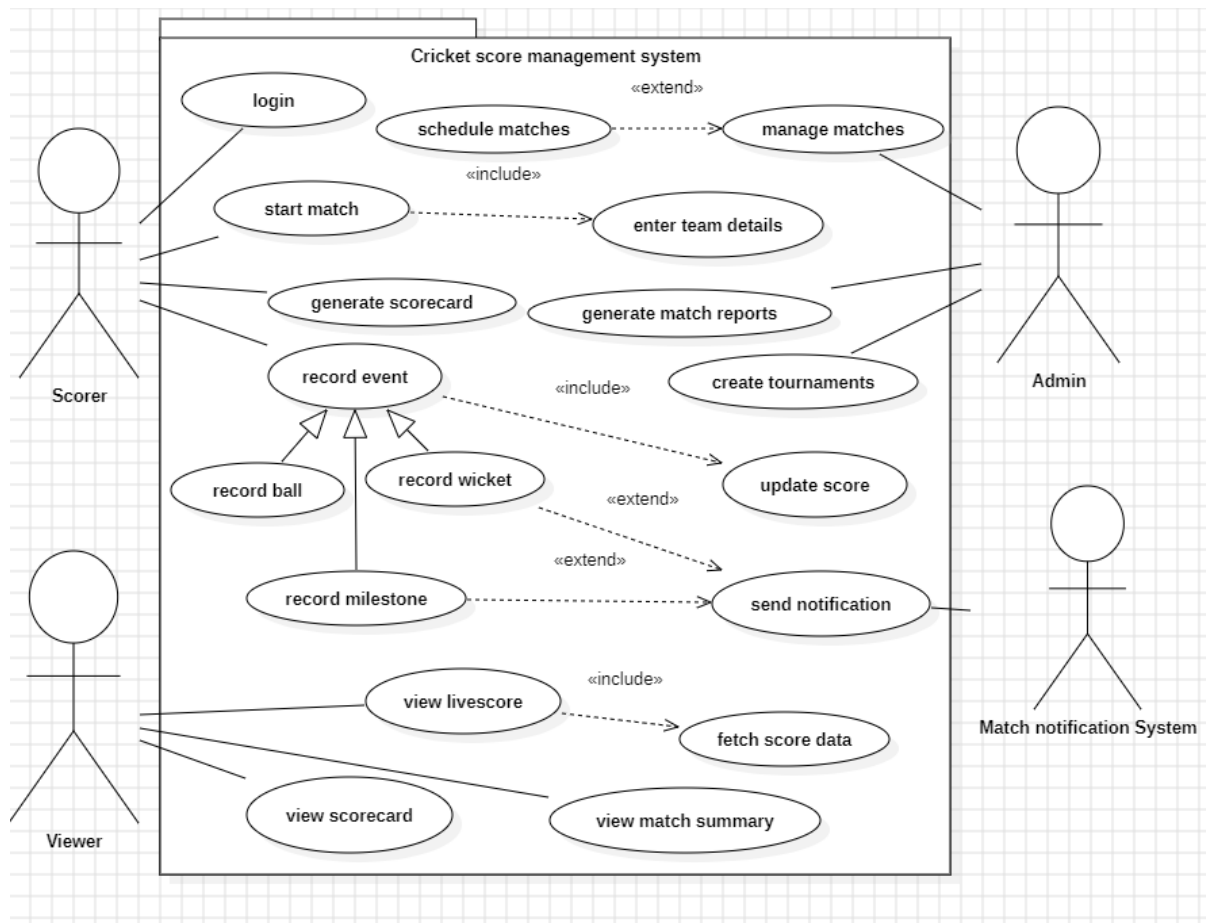 Cricket score management system
login
«extend»
schedule matches
manage matches
«include»
start match
enter team details
generate scorecard
generate match reports
record event
«include»
create tournaments
Scorer
Admin
record ball
record wicket
update score
«extend»
«extend»
record milestone
send notification
view livescore
«include»
fetch score data
Match notification System
view scorecard
view match summary
Viewer